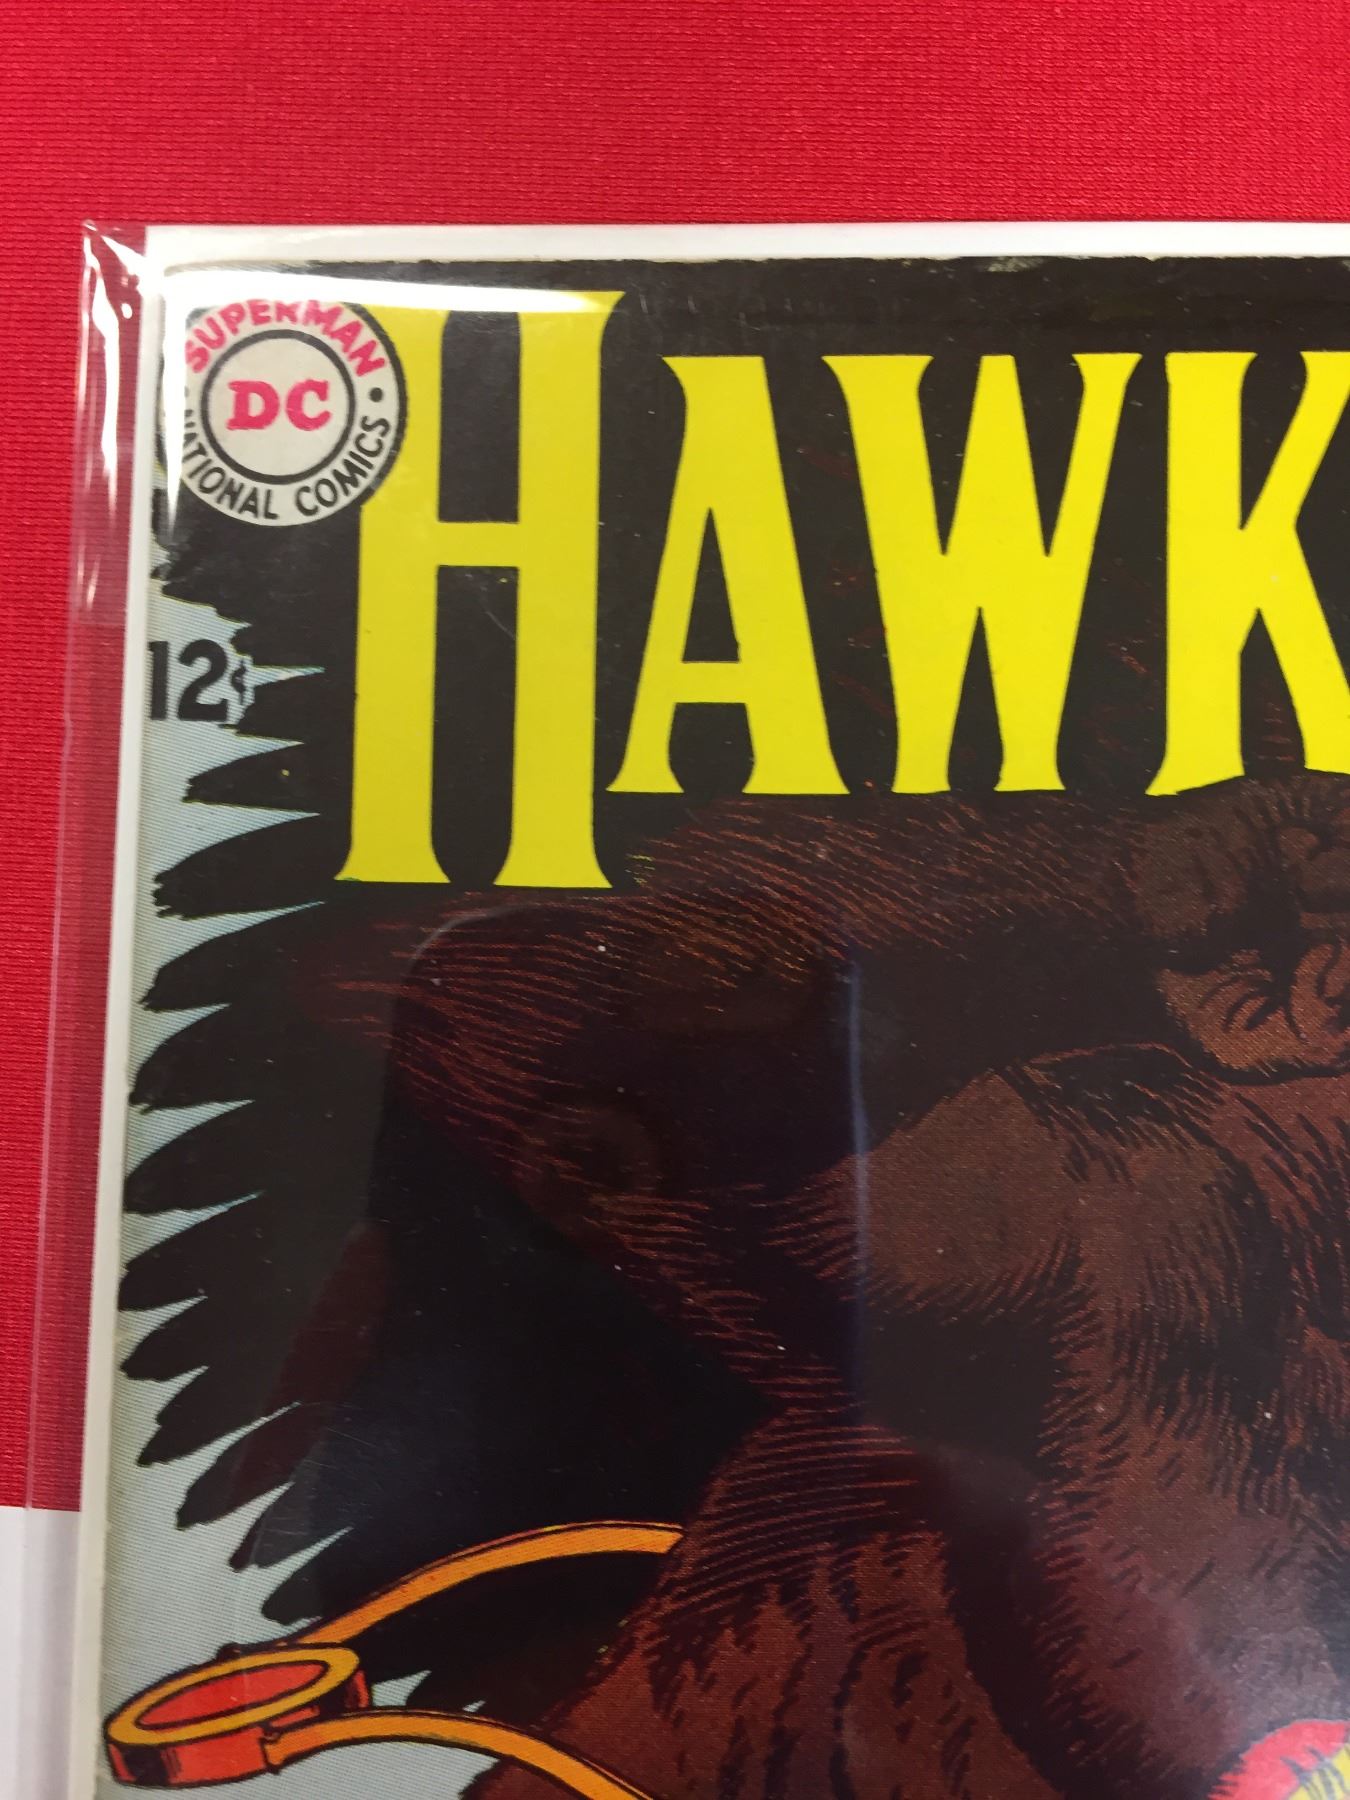 SUPERMAN
DC
NATIONAL COMICS
HAWK
12¢